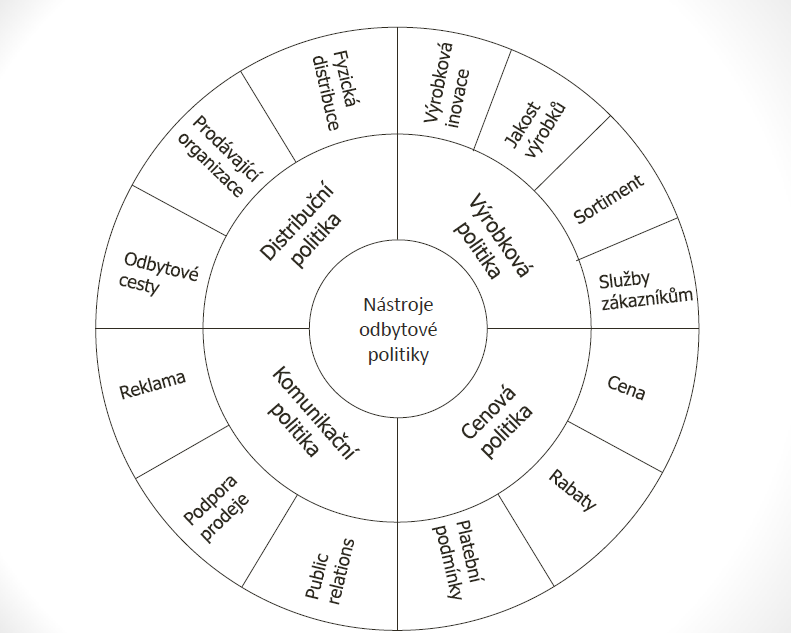 Nástroje
odbytové
politiky
Výrobková
politika
Výrobková
inovace
Jakost
výrobků
Sortiment
Služby
zákazníkům
Cenová
politika
Cena
Rabaty
Platební
podmínky
Komunikační
politika
Public
relations
Podpora
prodeje
Reklama
Distribuční
politika
Odbytové
cesty
Prodávající
organizace
Fyzická
distribuce